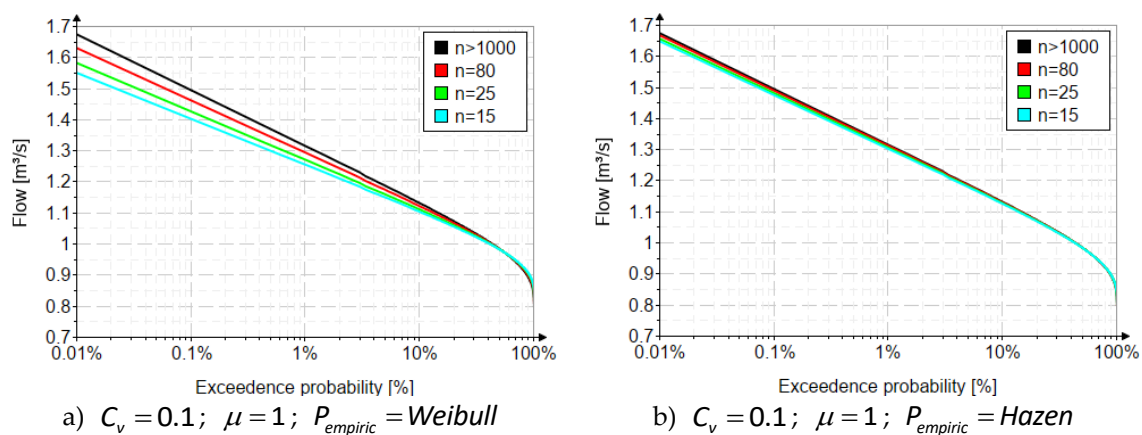 1.7
1.6
1.5
1.4
1.3
1.2
1.1
1
0.9
0.8
0.7
Flow [m³/s]
n>1000
n=80
n=25
n=15
0.01% 0.1% 1% 10% 100%
Exceedence probability [%]
a) C_v = 0.1; μ = 1; P_empiric = Weibull
1.7
1.6
1.5
1.4
1.3
1.2
1.1
1
0.9
0.8
0.7
Flow [m³/s]
n>1000
n=80
n=25
n=15
0.01% 0.1% 1% 10% 100%
Exceedence probability [%]
b) C_v = 0.1; μ = 1; P_empiric = Hazen